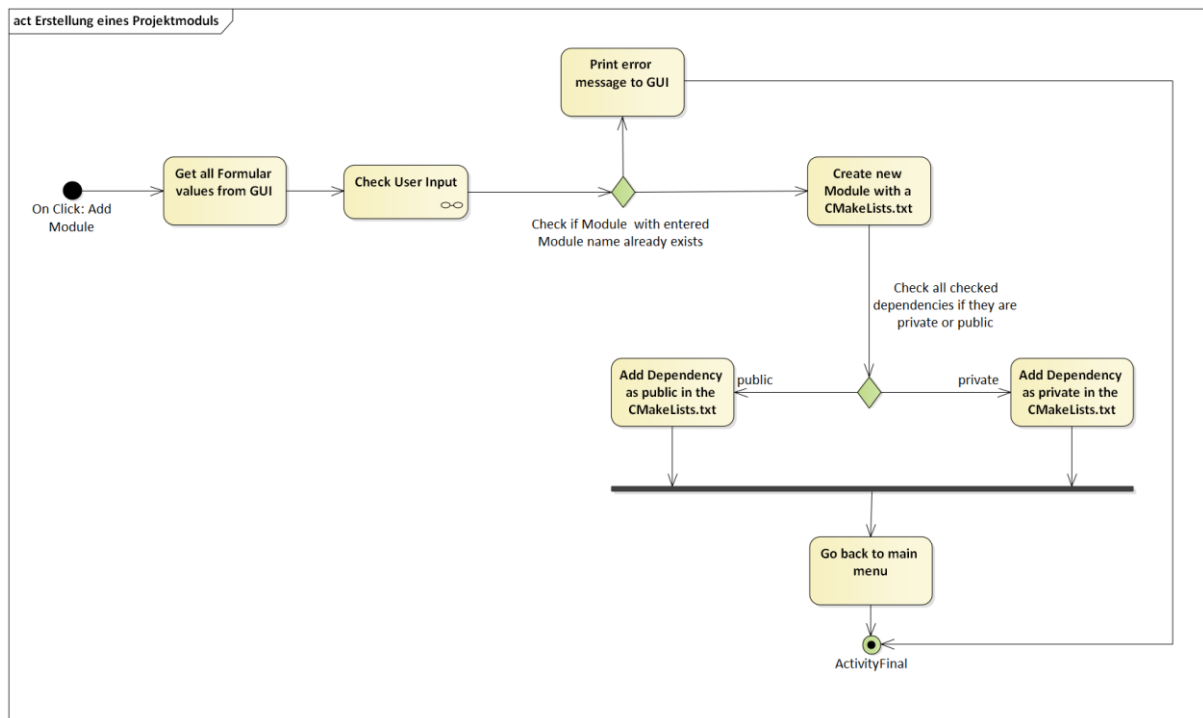 act Erstellung eines Projektmoduls
Print error
message to GUI
Get all Formular
values from GUI
Check User Input
Create new
Module with a
CMakeLists.txt
On Click: Add
Module
Check if Module  with entered
Module name already exists
Check all checked
dependencies if they are
private or public
Add Dependency
as public in the
CMakeLists.txt
public
private
Add Dependency
as private in the
CMakeLists.txt
Go back to main
menu
ActivityFinal